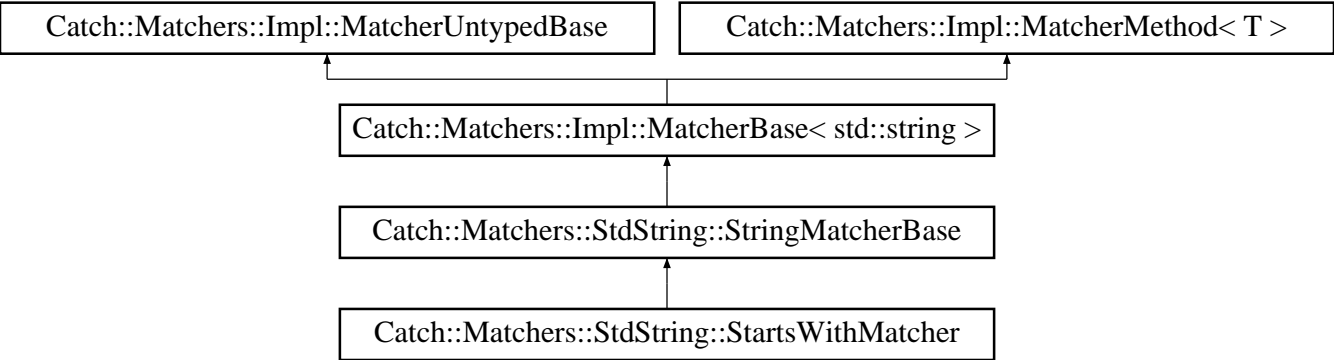 Catch::Matchers::Impl::MatcherUntypedBase
Catch::Matchers::Impl::MatcherMethod< T >
Catch::Matchers::Impl::MatcherBase< std::string >
Catch::Matchers::StdString::StringMatcherBase
Catch::Matchers::StdString::StartsWithMatcher